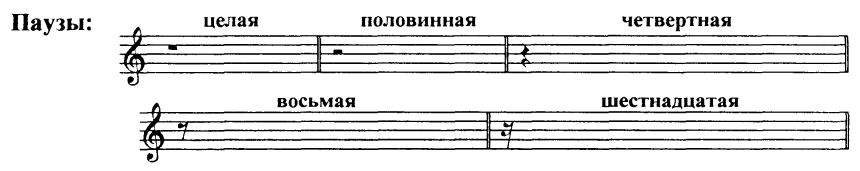 Паузы: целая половинная четвертная
восьмая шестнадцатая